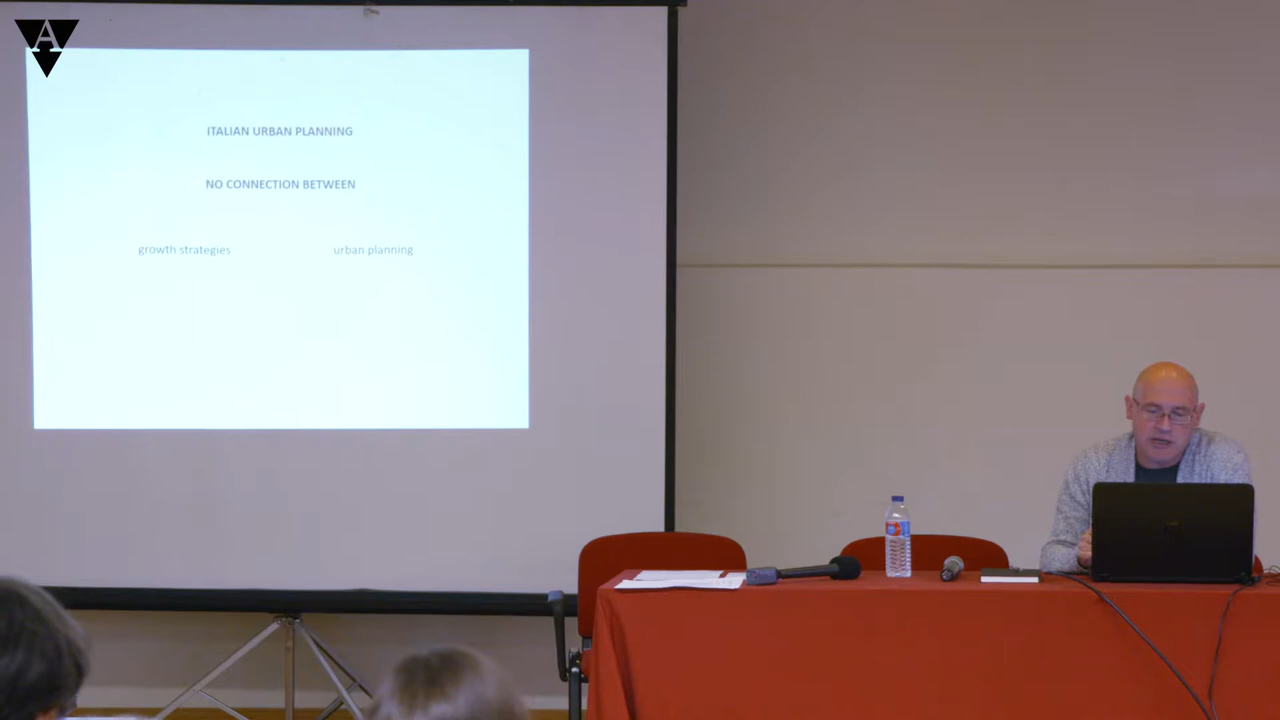 A
ITALIAN URBAN PLANNING
NO CONNECTION BETWEEN
growth strategies urban planning